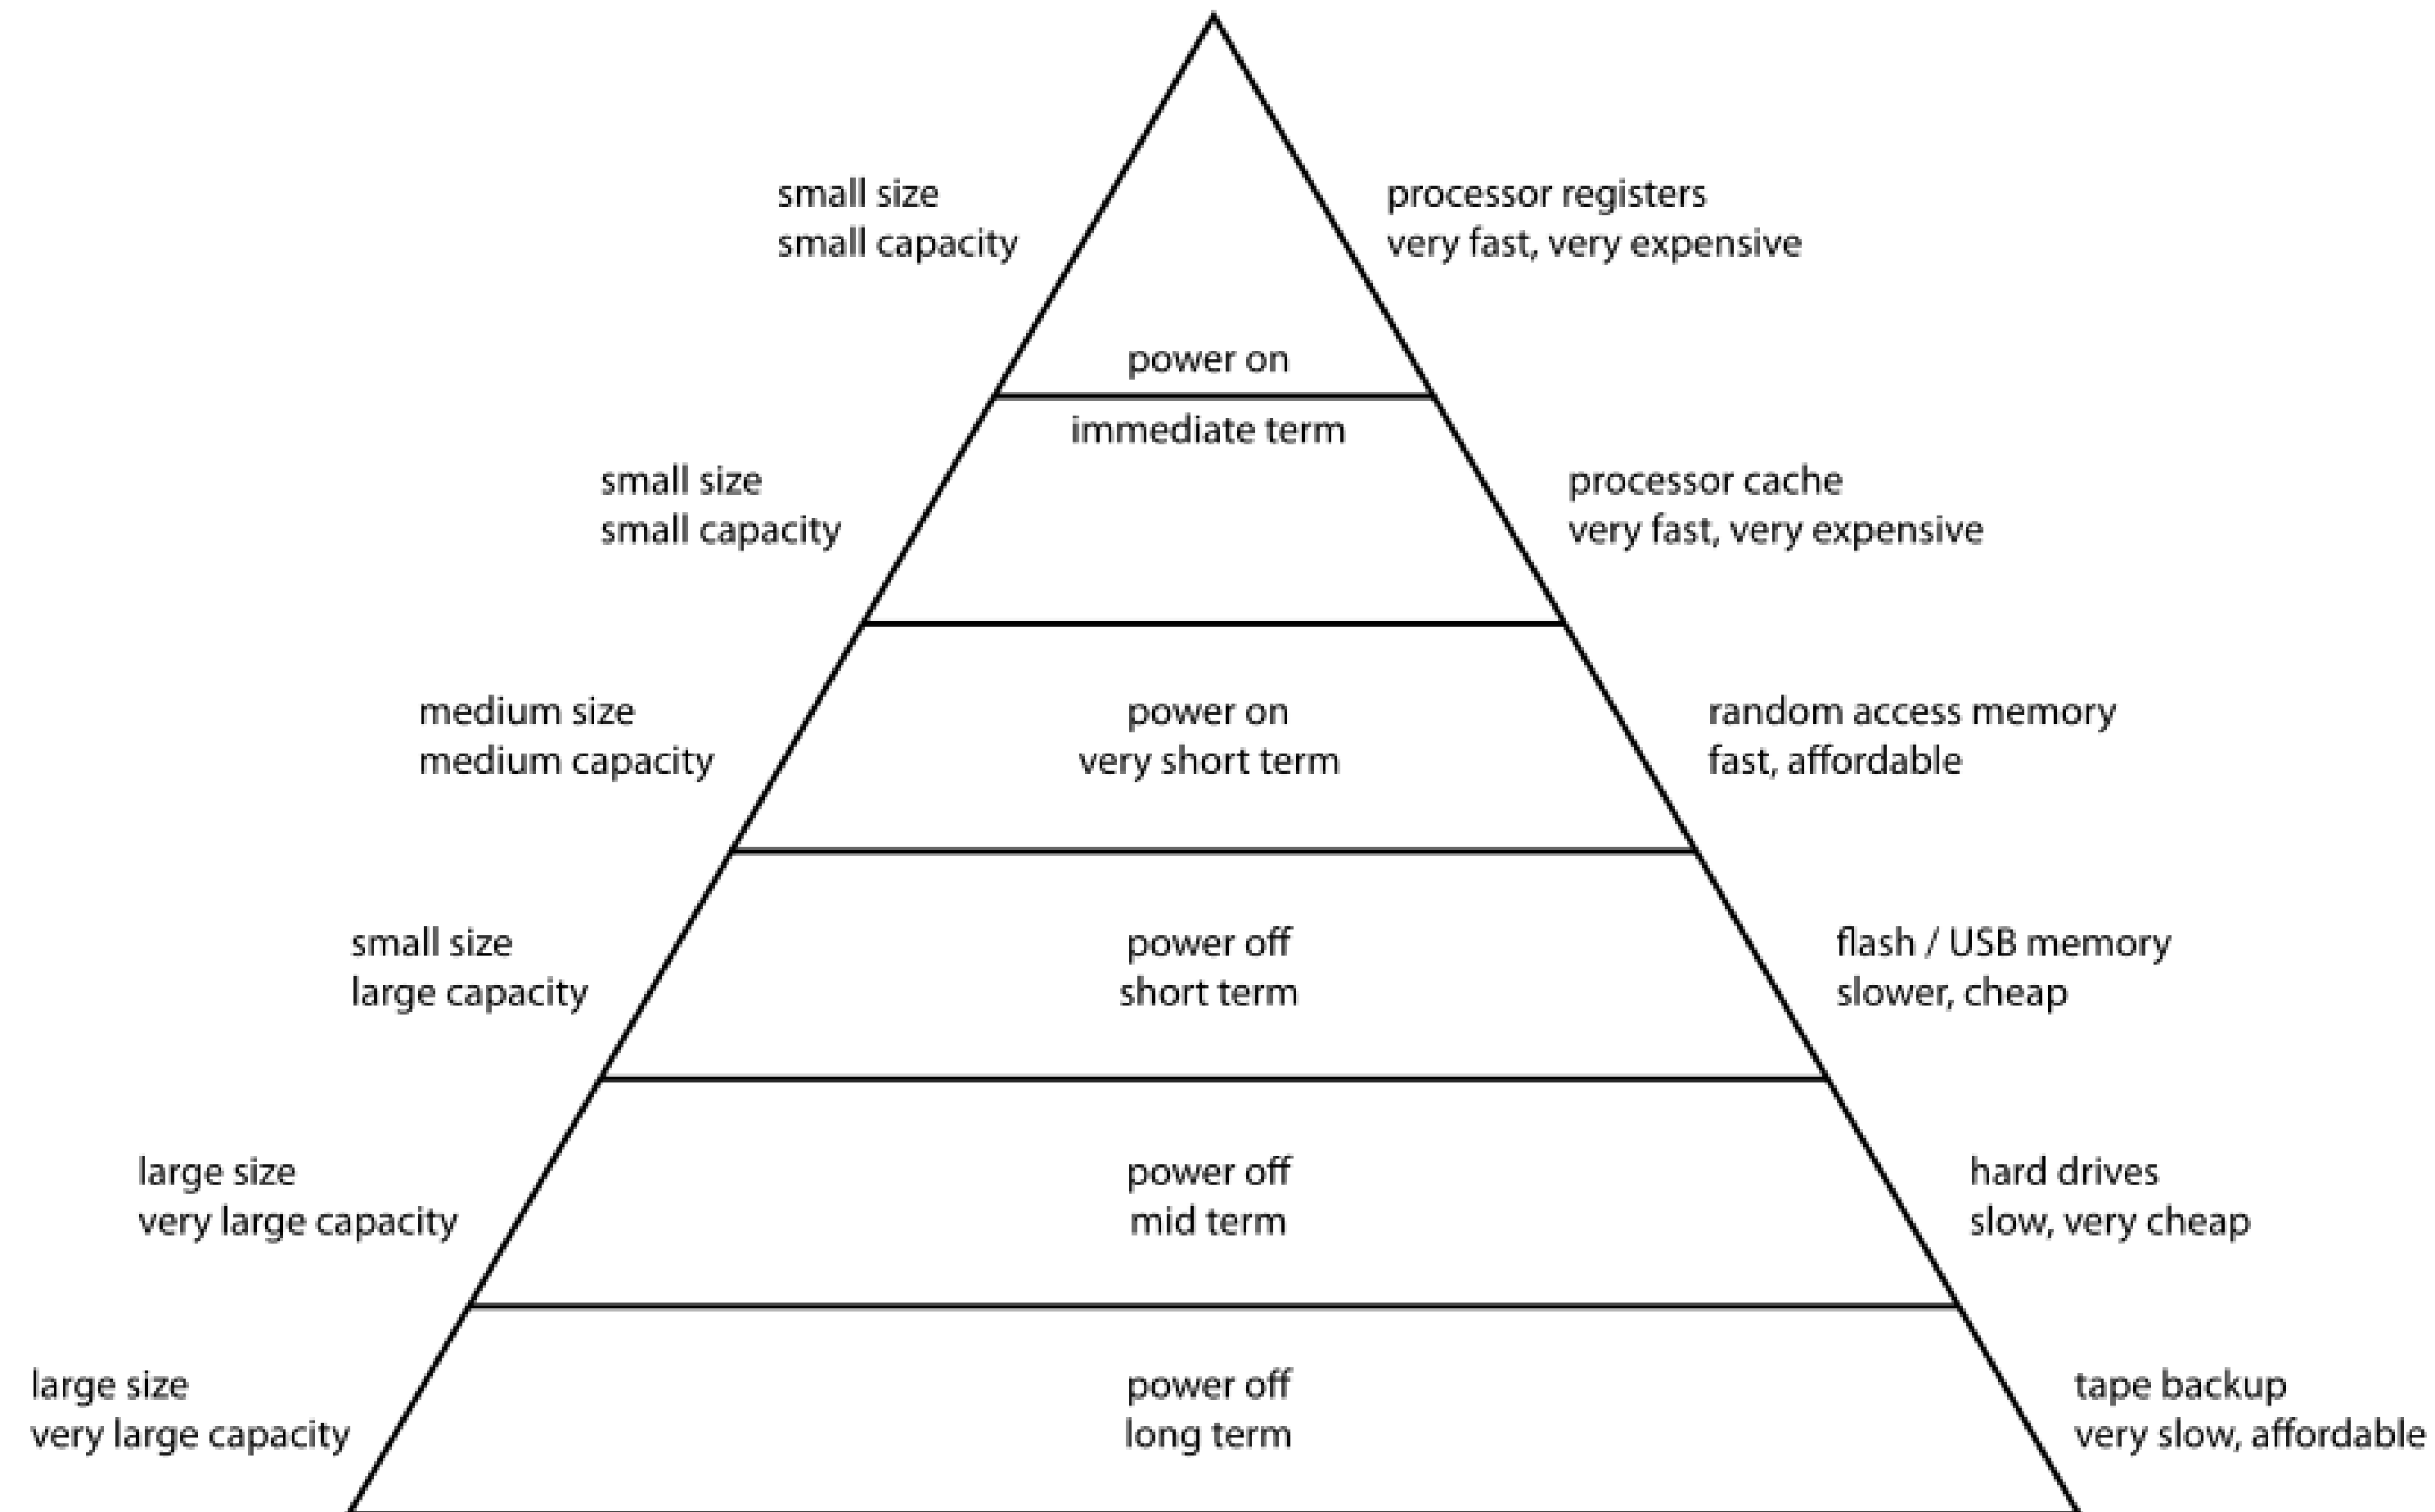 small size
small capacity
processor registers
very fast, very expensive
power on
immediate term
small size
small capacity
processor cache
very fast, very expensive
medium size
medium capacity
power on
very short term
random access memory
fast, affordable
small size
large capacity
power off
short term
flash / USB memory
slower, cheap
large size
very large capacity
power off
mid term
hard drives
slow, very cheap
large size
very large capacity
power off
long term
tape backup
very slow, affordable